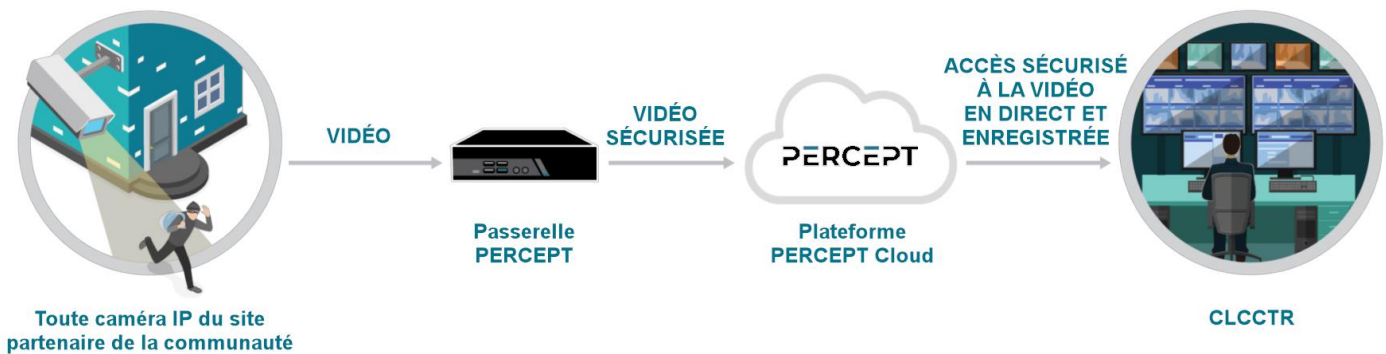 VIDÉO
VIDÉO
SÉCURISÉE
ACCÈS SÉCURISÉ
À LA VIDÉO
EN DIRECT ET
ENREGISTRÉE
PERCEPT
Passerelle
PERCEPT
Plateforme
PERCEPT Cloud
Toute caméra IP du site
partenaire de la communauté
CLCCTR